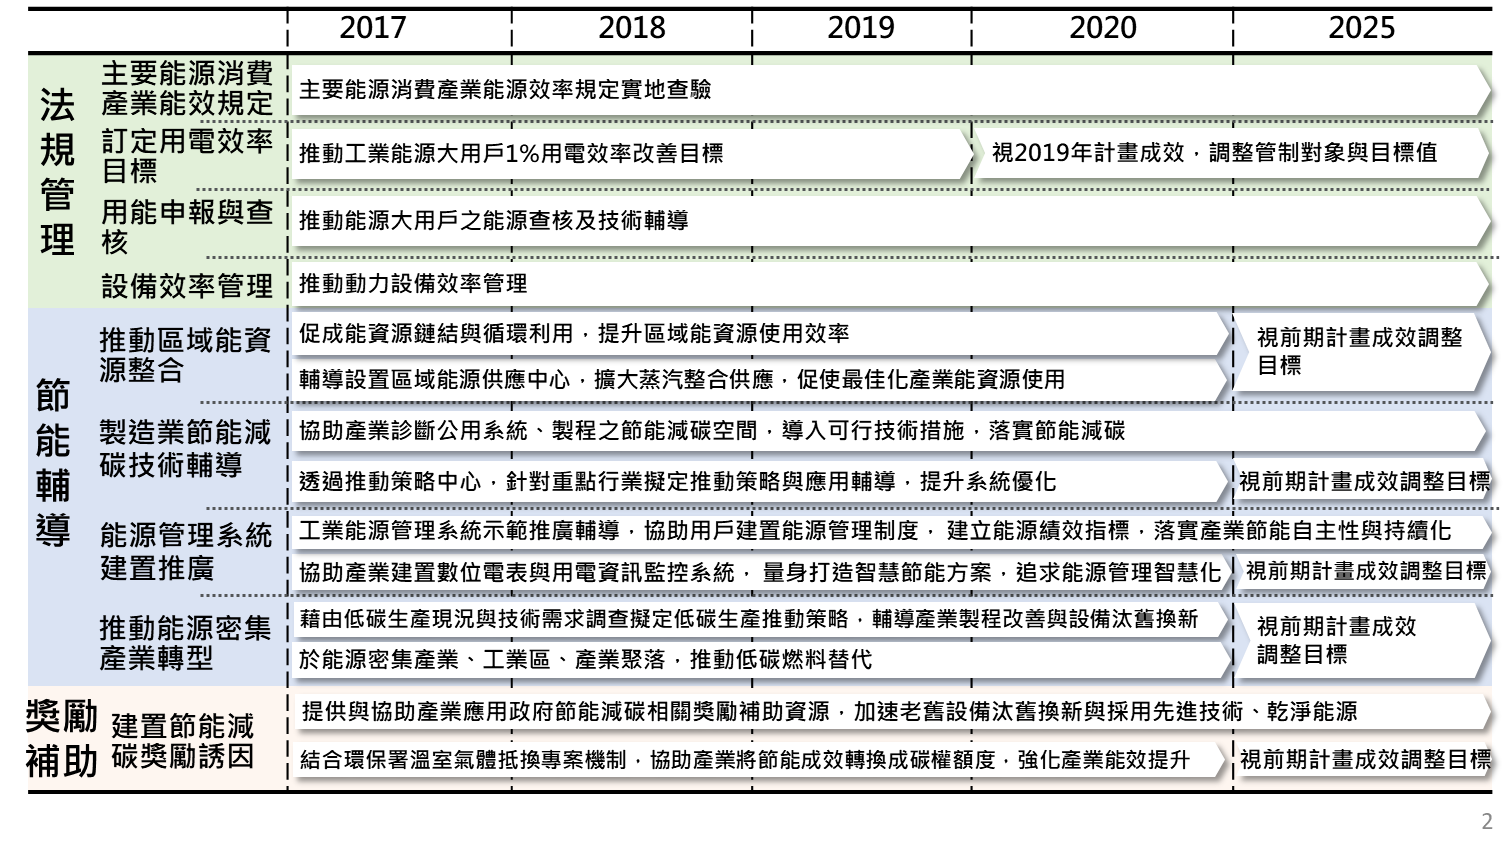 2017 2018 2019 2020 2025
法規管理
主要能源消費
產業能效規定
主要能源消費產業能源效率規定實地查驗
訂定用電效率
目標
推動工業能源大用戶1%用電效率改善目標
視2019年計畫成效，調整管制對象與目標值
用能申報與查
核
推動能源大用戶之能源查核及技術輔導
設備效率管理
推動動力設備效率管理
節能輔導
推動區域能資
源整合
促成能資源鏈結與循環利用，提升區域能資源使用效率
輔導設置區域能源供應中心，擴大蒸汽整合供應，促使最佳化產業能資源使用
視前期計畫成效調整
目標
製造業節能減
碳技術輔導
協助產業診斷公用系統、製程之節能減碳空間，導入可行技術措施，落實節能減碳
透過推動策略中心，針對重點行業擬定推動策略與應用輔導，提升系統優化
視前期計畫成效調整目標
能源管理系統
建置推廣
工業能源管理系統示範推廣輔導，協助用戶建置能源管理制度， 建立能源績效指標，落實產業節能自主性與持續化
協助產業建置數位電表與用電資訊監控系統， 量身打造智慧節能方案，追求能源管理智慧化
視前期計畫成效調整目標
推動能源密集
產業轉型
藉由低碳生產現況與技術需求調查擬定低碳生產推動策略，輔導產業製程改善與設備汰舊換新
於能源密集產業、工業區、產業聚落，推動低碳燃料替代
視前期計畫成效
調整目標
獎勵
補助
建置節能減
碳獎勵誘因
提供與協助產業應用政府節能減碳相關獎勵補助資源，加速老舊設備汰舊換新與採用先進技術、乾淨能源
結合環保署溫室氣體抵換專案機制，協助產業將節能成效轉換成碳權額度，強化產業能效提升
視前期計畫成效調整目標
2